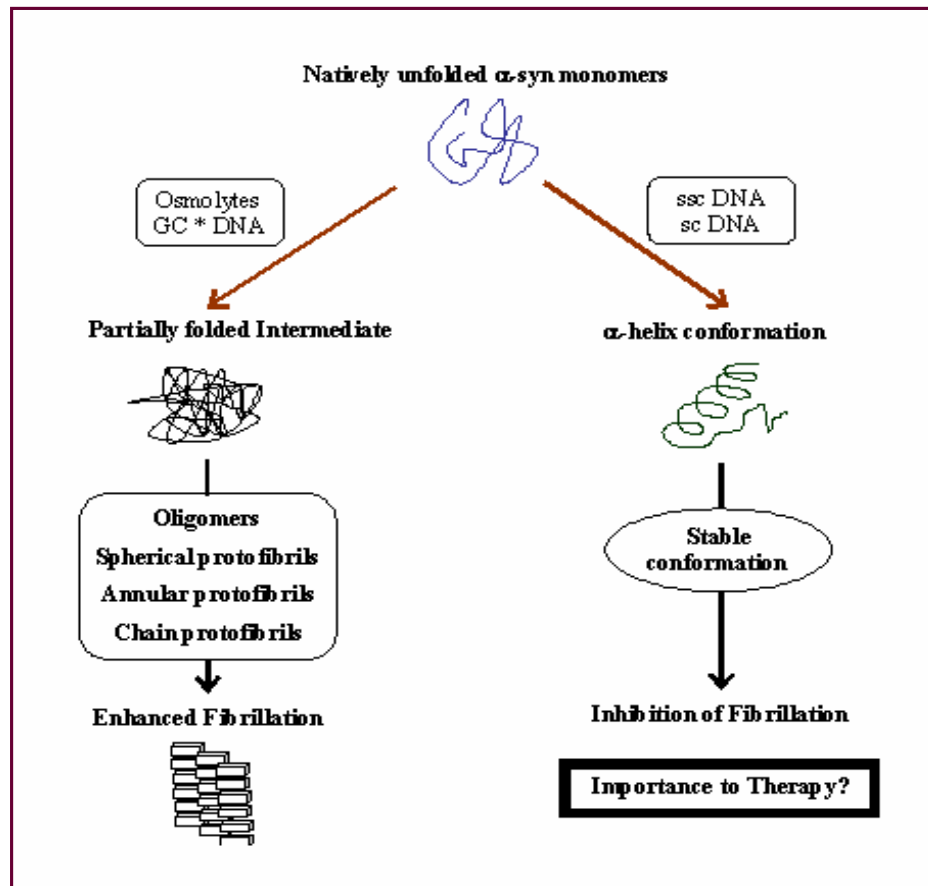 Natively unfolded α-syn monomers
Osmolytes
GC * DNA
ssc DNA
sc DNA
Partially folded Intermediate
α-helix conformation
Oligomers
Spherical protofibrils
Annular protofibrils
Chain protofibrils
Stable
conformation
Enhanced Fibrillation
Inhibition of Fibrillation
Importance to Therapy?